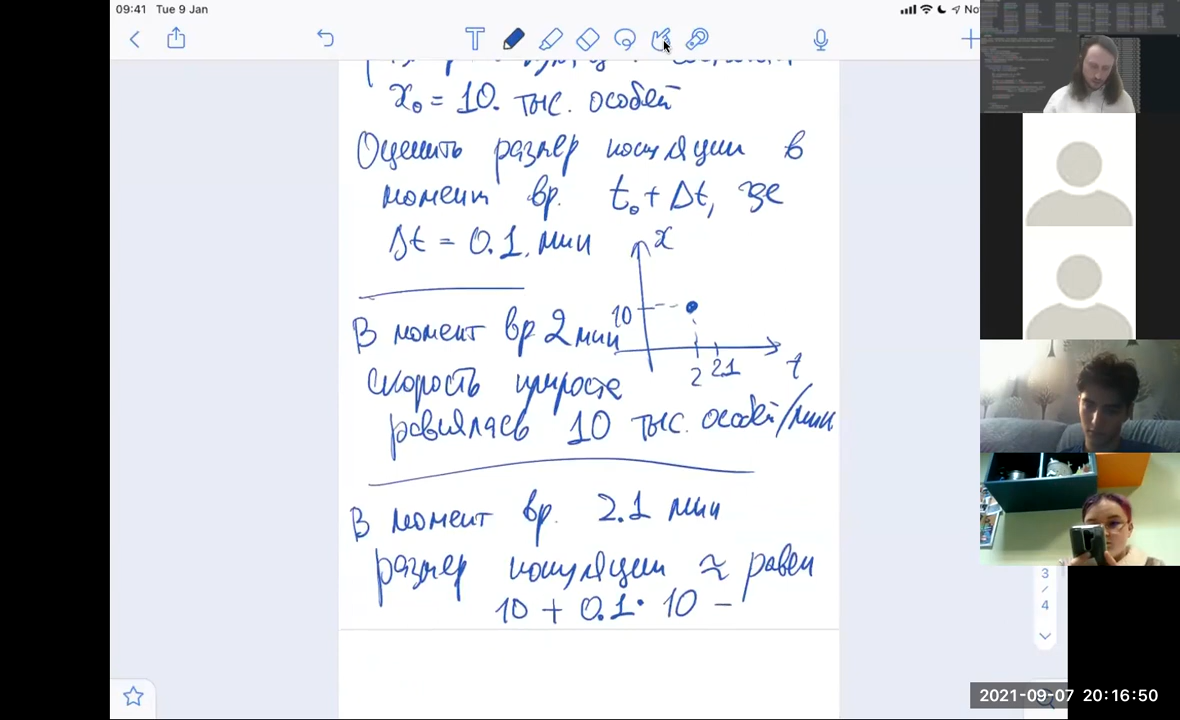 09:41 Tue 9 Jan
x₀ = 10. тыс. особей
Оценить размер популяции в
момент вр. t₀ + Δt, где
Δt = 0.1. мин
x
10
2 2.1 t
В момент вр 2 мин
скорость прироста
равнялась 10 тыс. особей/мин
В момент вр. 2.1 мин
размер популяции ≈ равен
10 + 0.1 · 10 –
3
/
4
2021-09-07 20:16:50